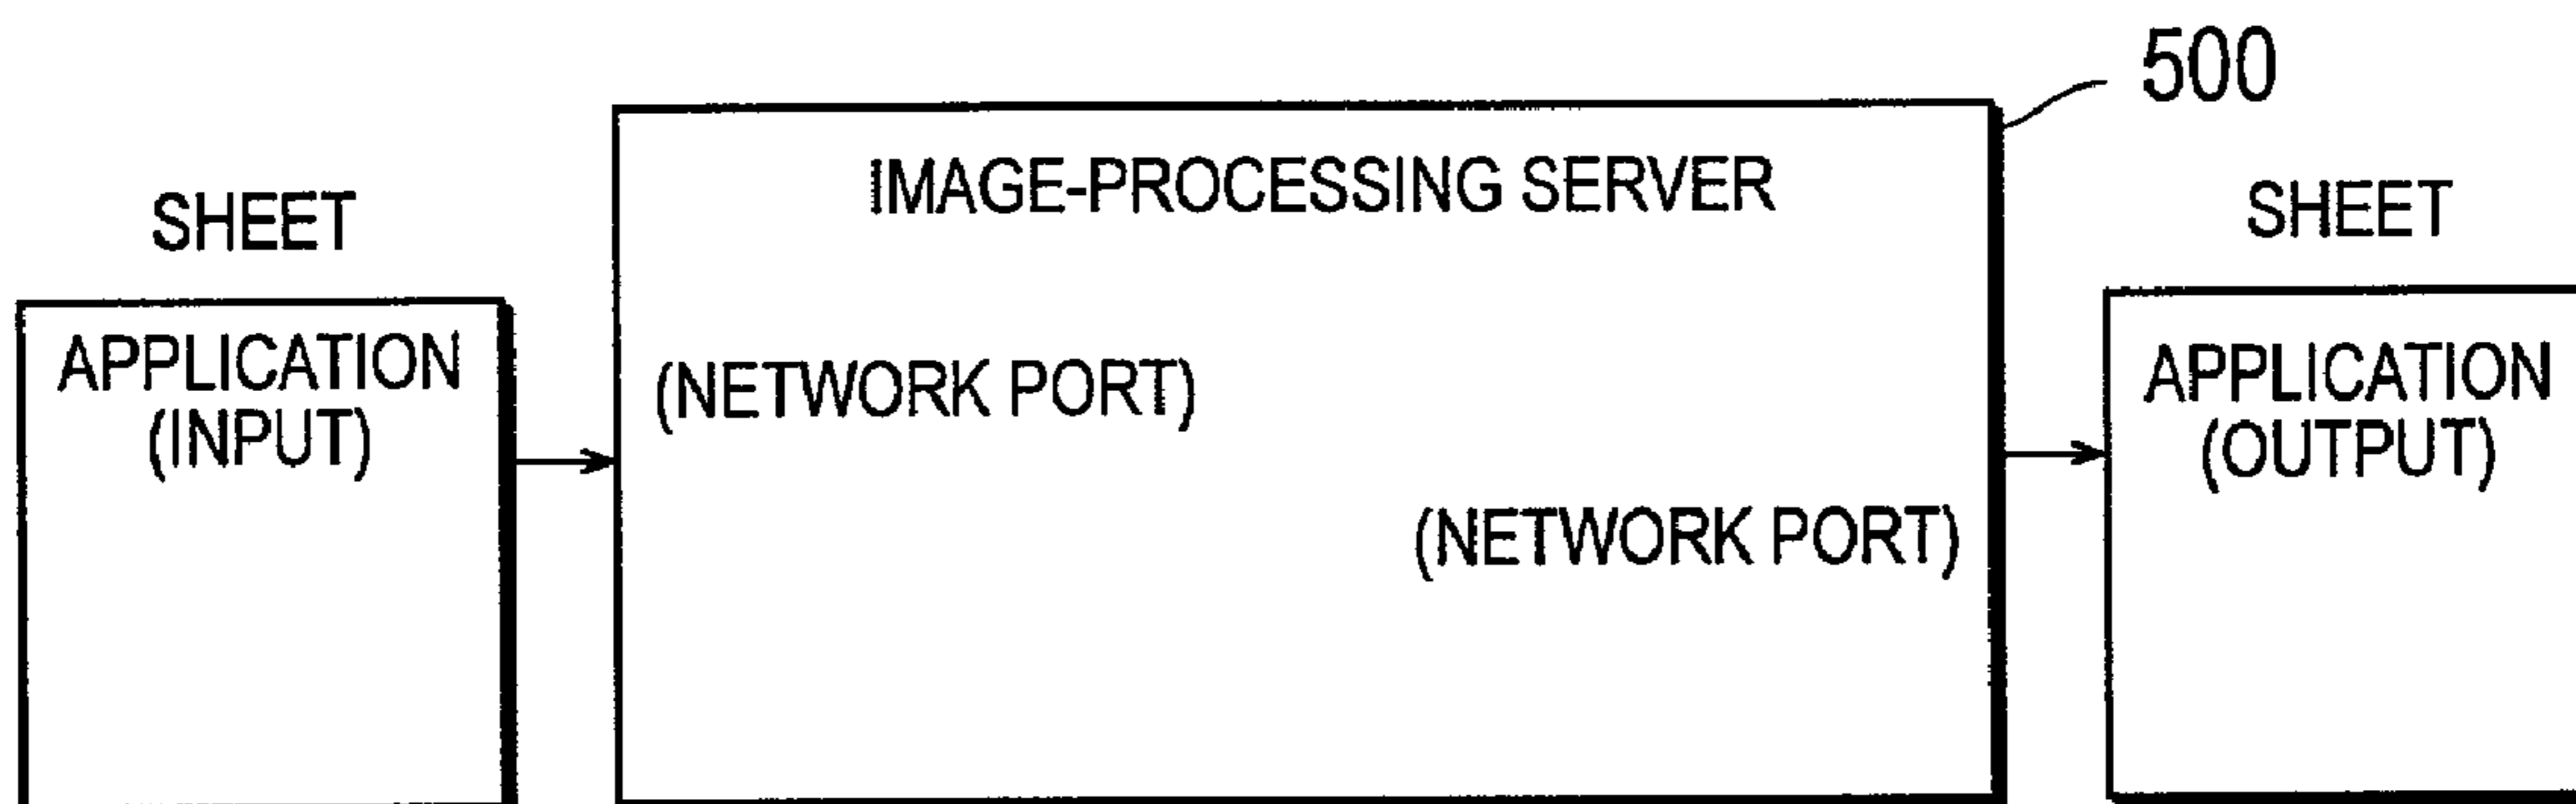 500
IMAGE-PROCESSING SERVER
SHEET
SHEET
APPLICATION
(INPUT)
(NETWORK PORT)
(NETWORK PORT)
APPLICATION
(OUTPUT)